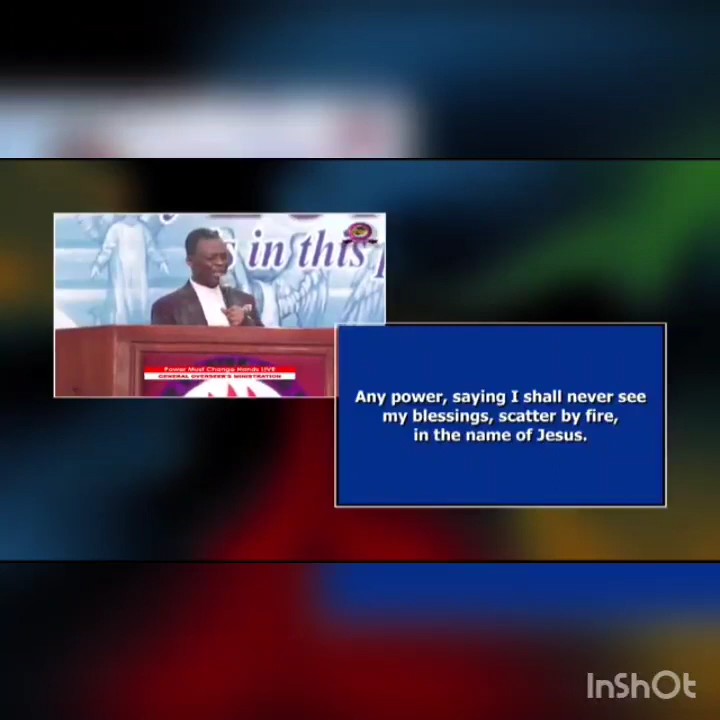 is in this
Power Must Change Hands LIVE
GENERAL OVERSEER'S MINISTRATION
Any power, saying I shall never see
my blessings, scatter by fire,
in the name of Jesus.
InShOt